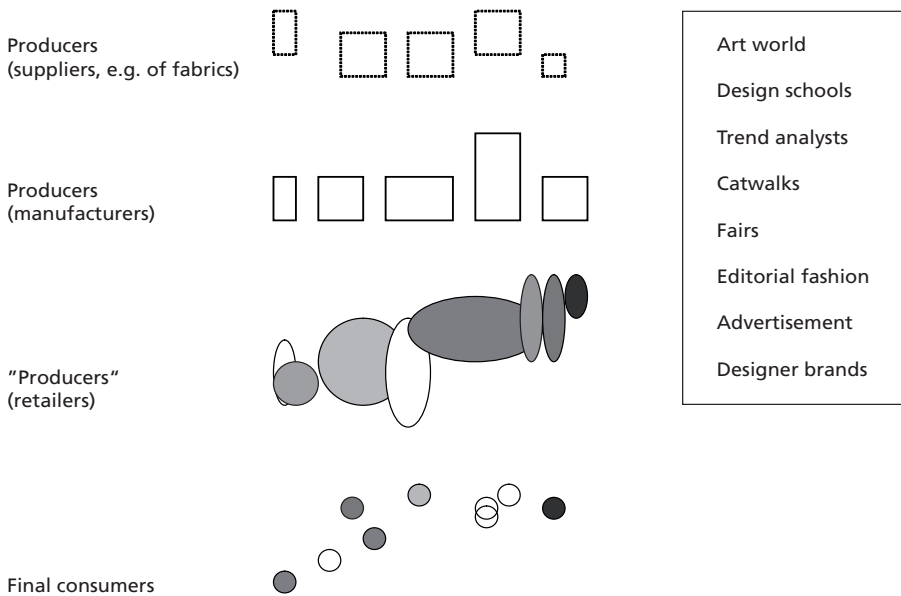 Producers
(suppliers, e.g. of fabrics)
Producers
(manufacturers)
”Producers“
(retailers)
Final consumers
Art world
Design schools
Trend analysts
Catwalks
Fairs
Editorial fashion
Advertisement
Designer brands